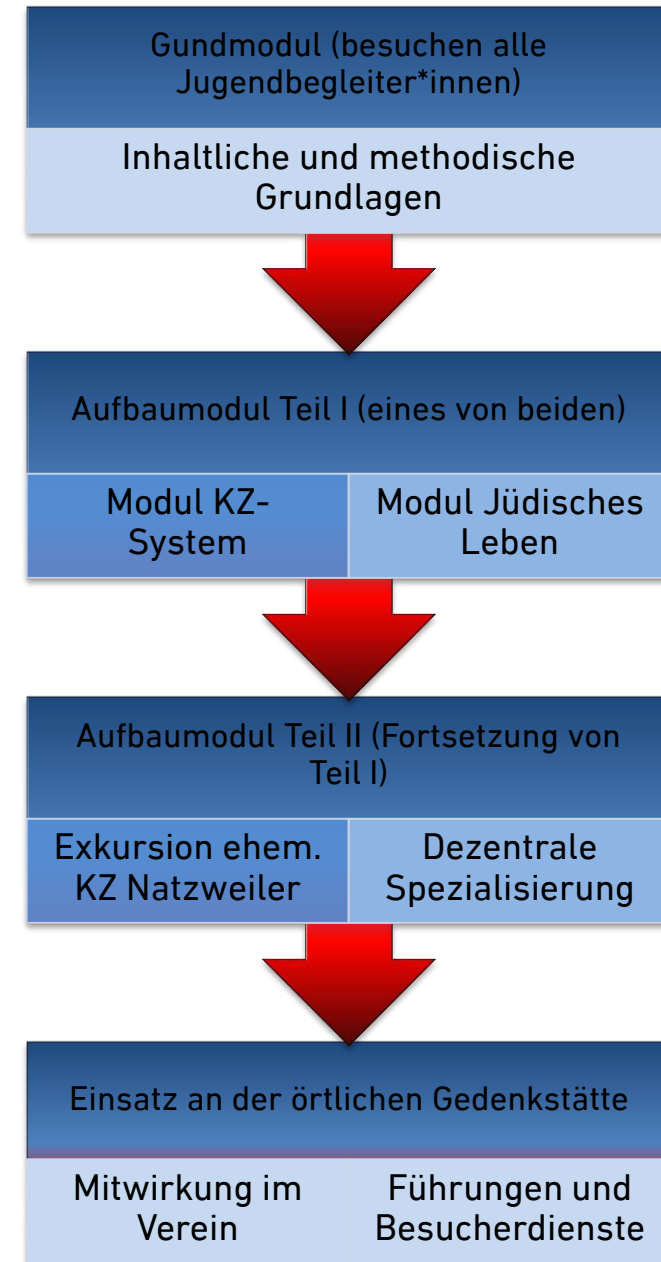 Gundmodul (besuchen alle
Jugendbegleiter*innen)
Inhaltliche und methodische
Grundlagen
Aufbaumodul Teil I (eines von beiden)
Modul KZ-
System
Modul Jüdisches
Leben
Aufbaumodul Teil II (Fortsetzung von
Teil I)
Exkursion ehem.
KZ Natzweiler
Dezentrale
Spezialisierung
Einsatz an der örtlichen Gedenkstätte
Mitwirkung im
Verein
Führungen und
Besucherdienste